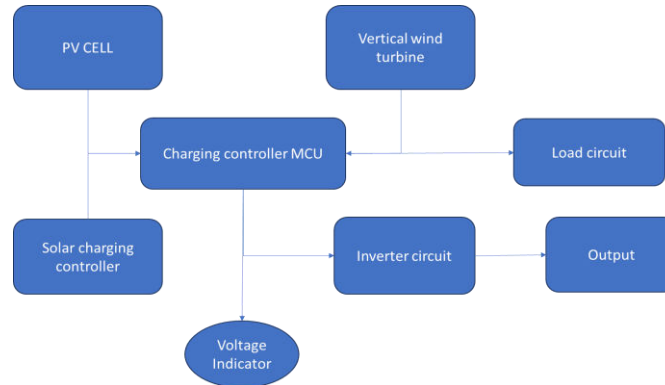 PV CELL
Vertical wind
turbine
Charging controller MCU
Load circuit
Solar charging
controller
Inverter circuit
Output
Voltage
Indicator